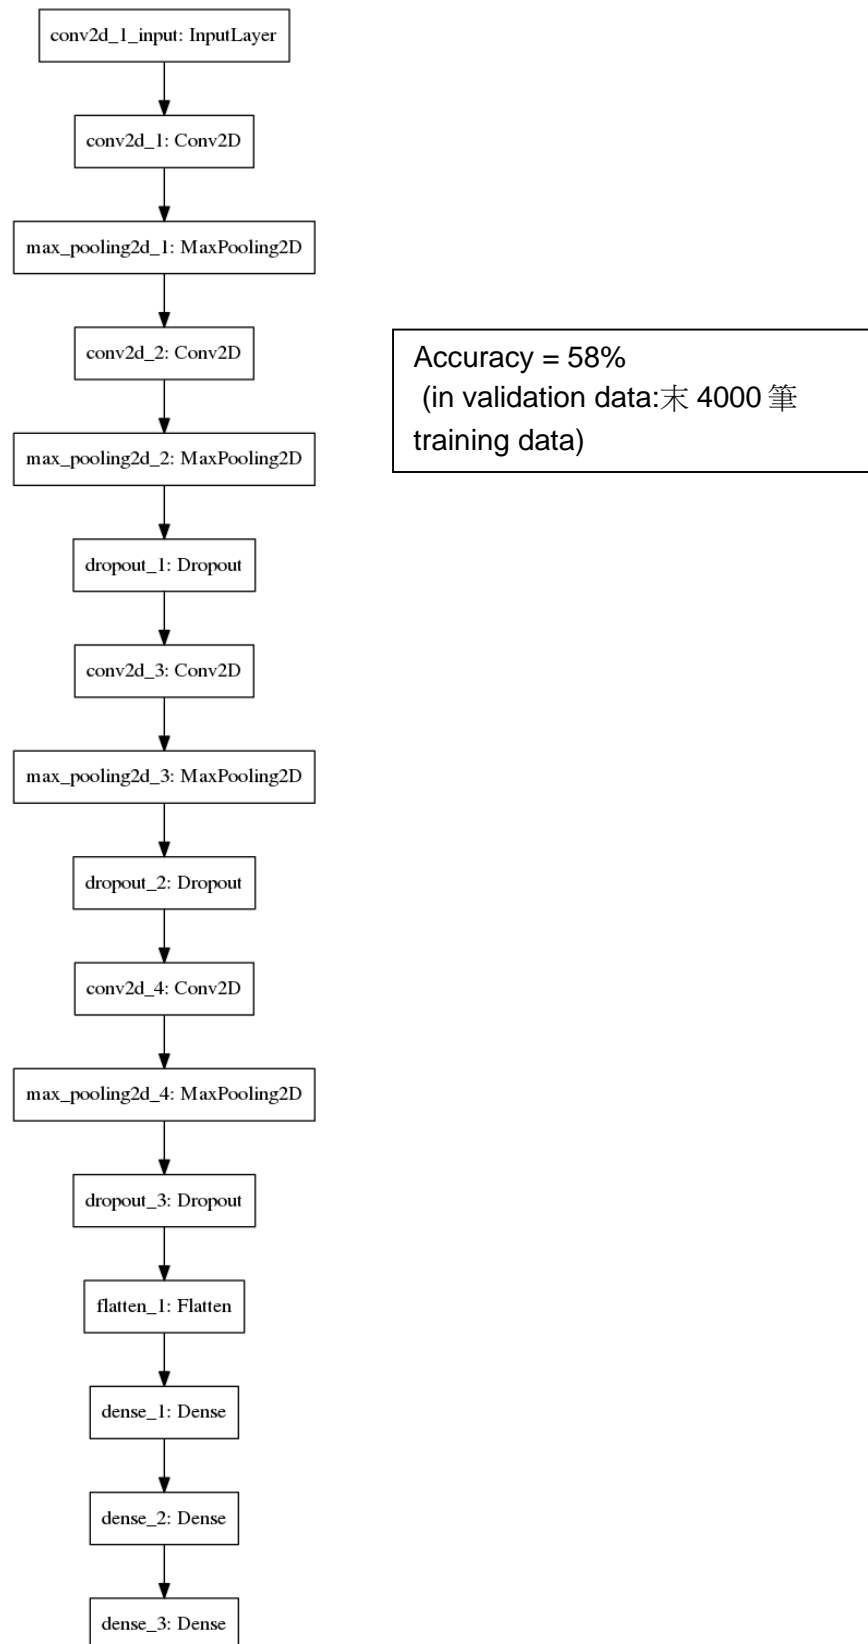 conv2d_1_input: InputLayer
conv2d_1: Conv2D
max_pooling2d_1: MaxPooling2D
conv2d_2: Conv2D
max_pooling2d_2: MaxPooling2D
dropout_1: Dropout
conv2d_3: Conv2D
max_pooling2d_3: MaxPooling2D
dropout_2: Dropout
conv2d_4: Conv2D
max_pooling2d_4: MaxPooling2D
dropout_3: Dropout
flatten_1: Flatten
dense_1: Dense
dense_2: Dense
dense_3: Dense
Accuracy = 58%
(in validation data:末 4000 筆
training data)